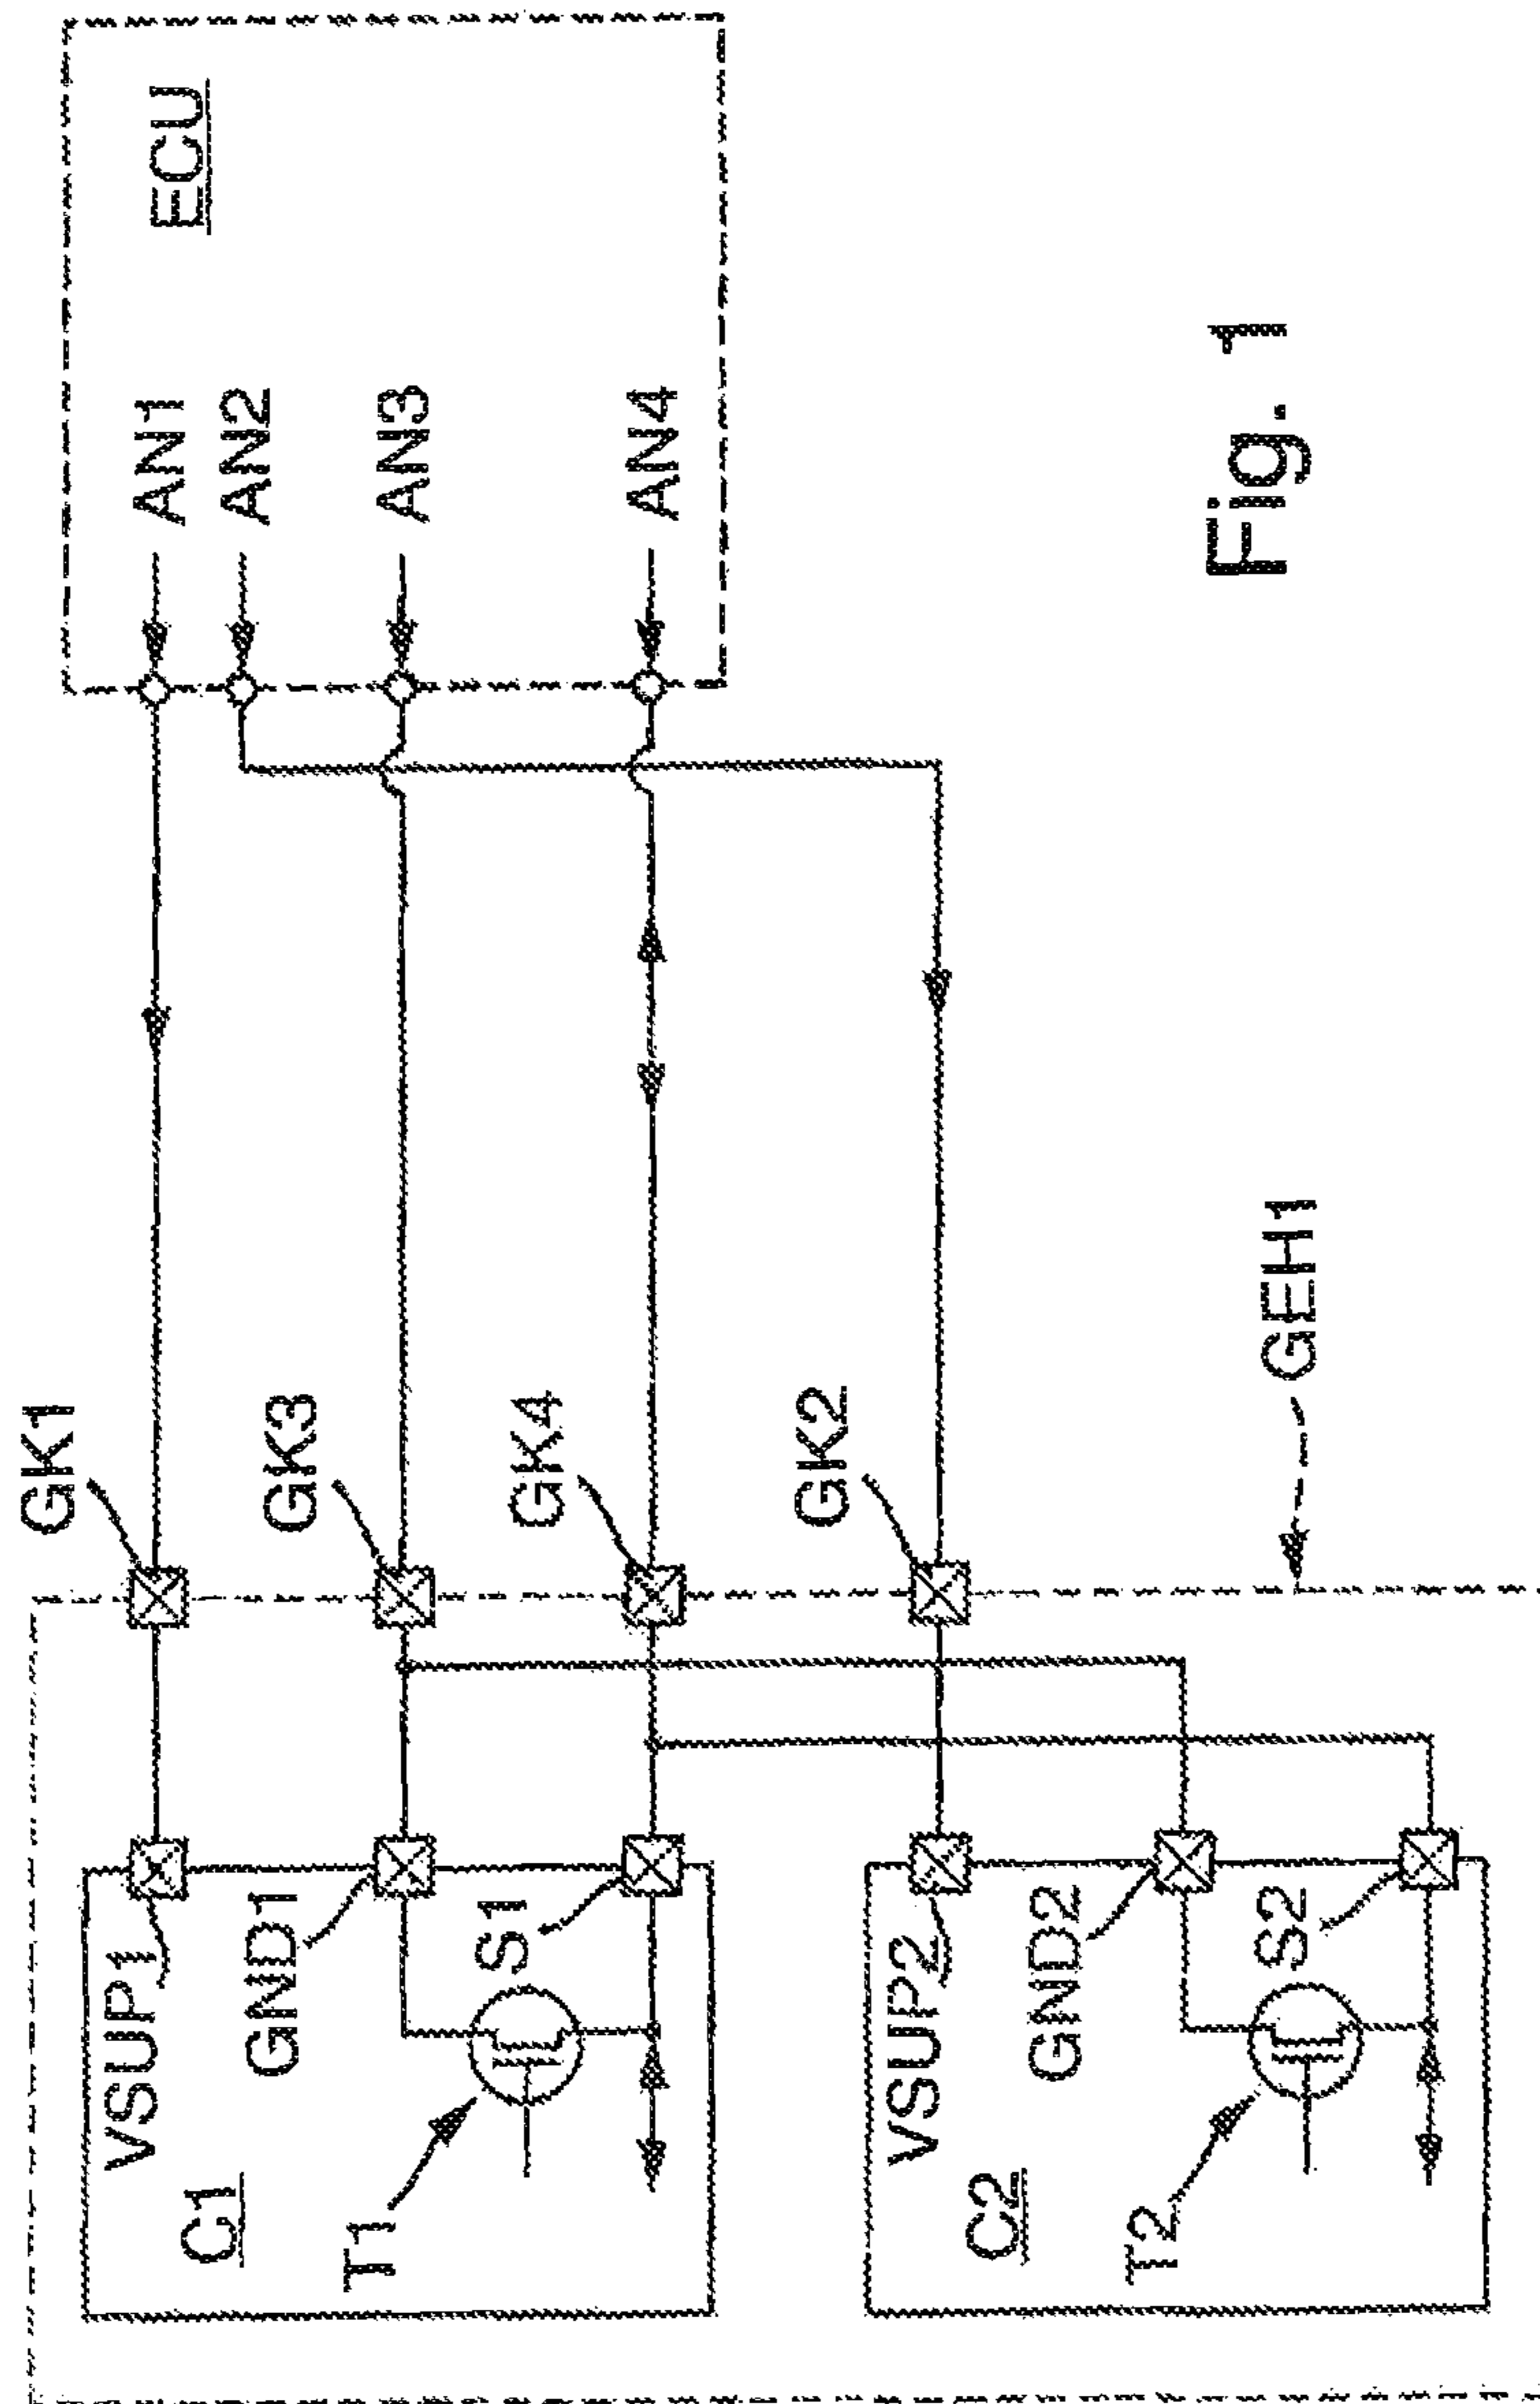 C1
VSUP1
GND1
T1
S1
GK1
GK3
GK4
GK2
AN1
AN2
AN3
AN4
ECU
C2
VSUP2
GND2
T2
S2
GEH1
Fig. 1